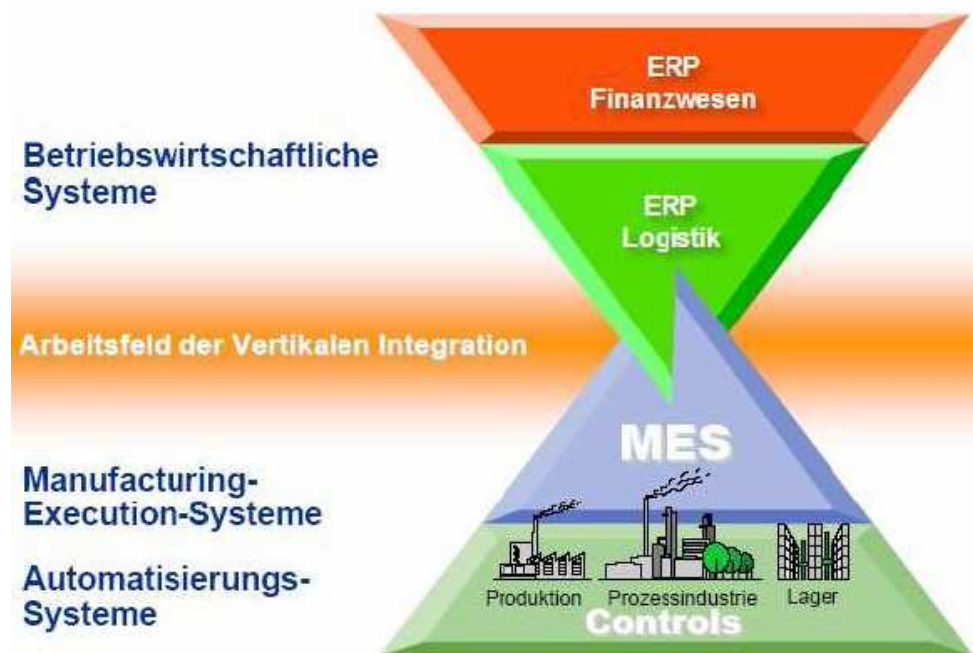 ERP
Finanzwesen
Betriebswirtschaftliche
Systeme
ERP
Logistik
Arbeitsfeld der Vertikalen Integration
MES
Manufacturing-
Execution-Systeme
Automatisierungs-
Systeme
Produktion Prozessindustrie Lager
Controls